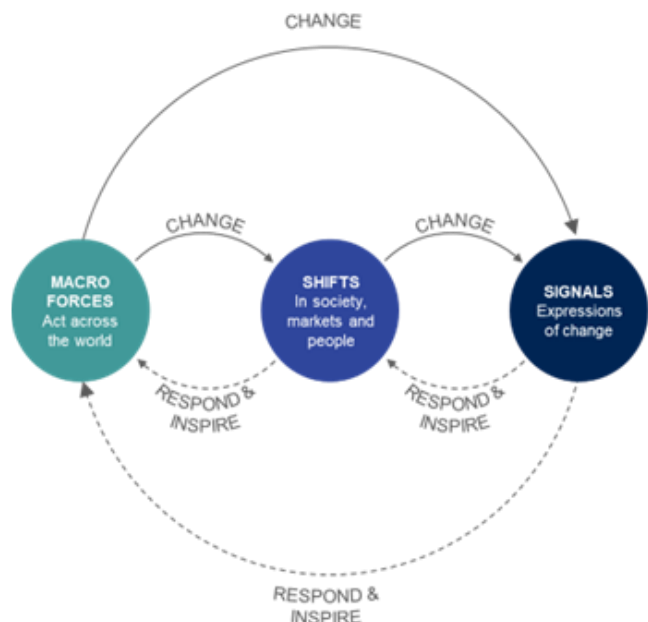 CHANGE
CHANGE
CHANGE
MACRO
FORCES
Act across
the world
SHIFTS
In society,
markets and
people
SIGNALS
Expressions
of change
RESPOND &
INSPIRE
RESPOND &
INSPIRE
RESPOND &
INSPIRE